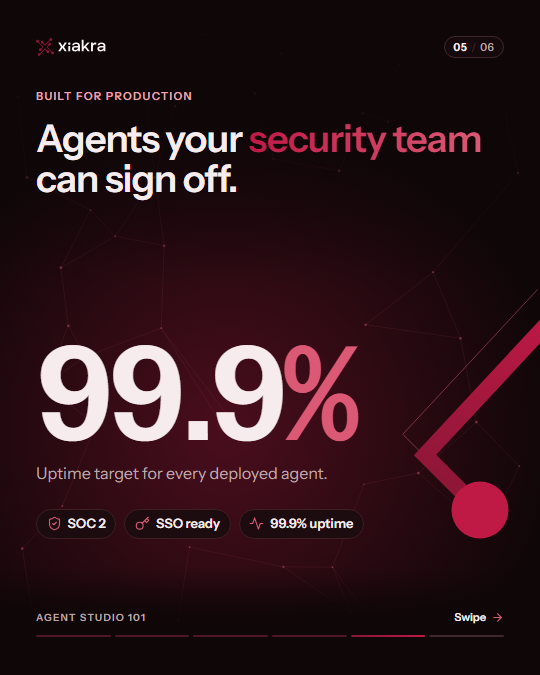 xiakra
05 / 06
BUILT FOR PRODUCTION
Agents your security team
can sign off.
99.9%
Uptime target for every deployed agent.
SOC 2
SSO ready
99.9% uptime
AGENT STUDIO 101
Swipe →